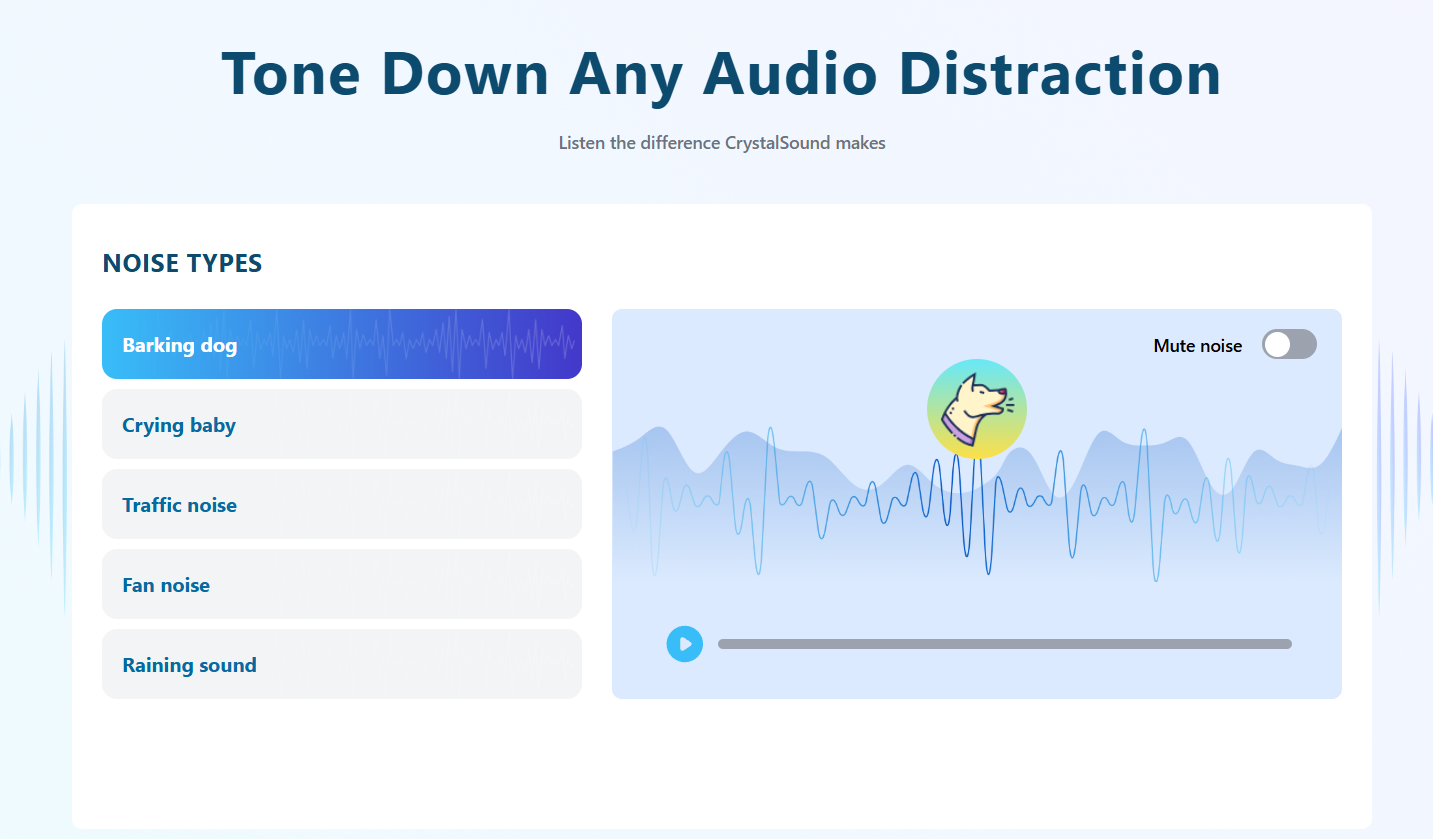 Tone Down Any Audio Distraction
Listen the difference CrystalSound makes
NOISE TYPES
Barking dog
Crying baby
Traffic noise
Fan noise
Raining sound
Mute noise